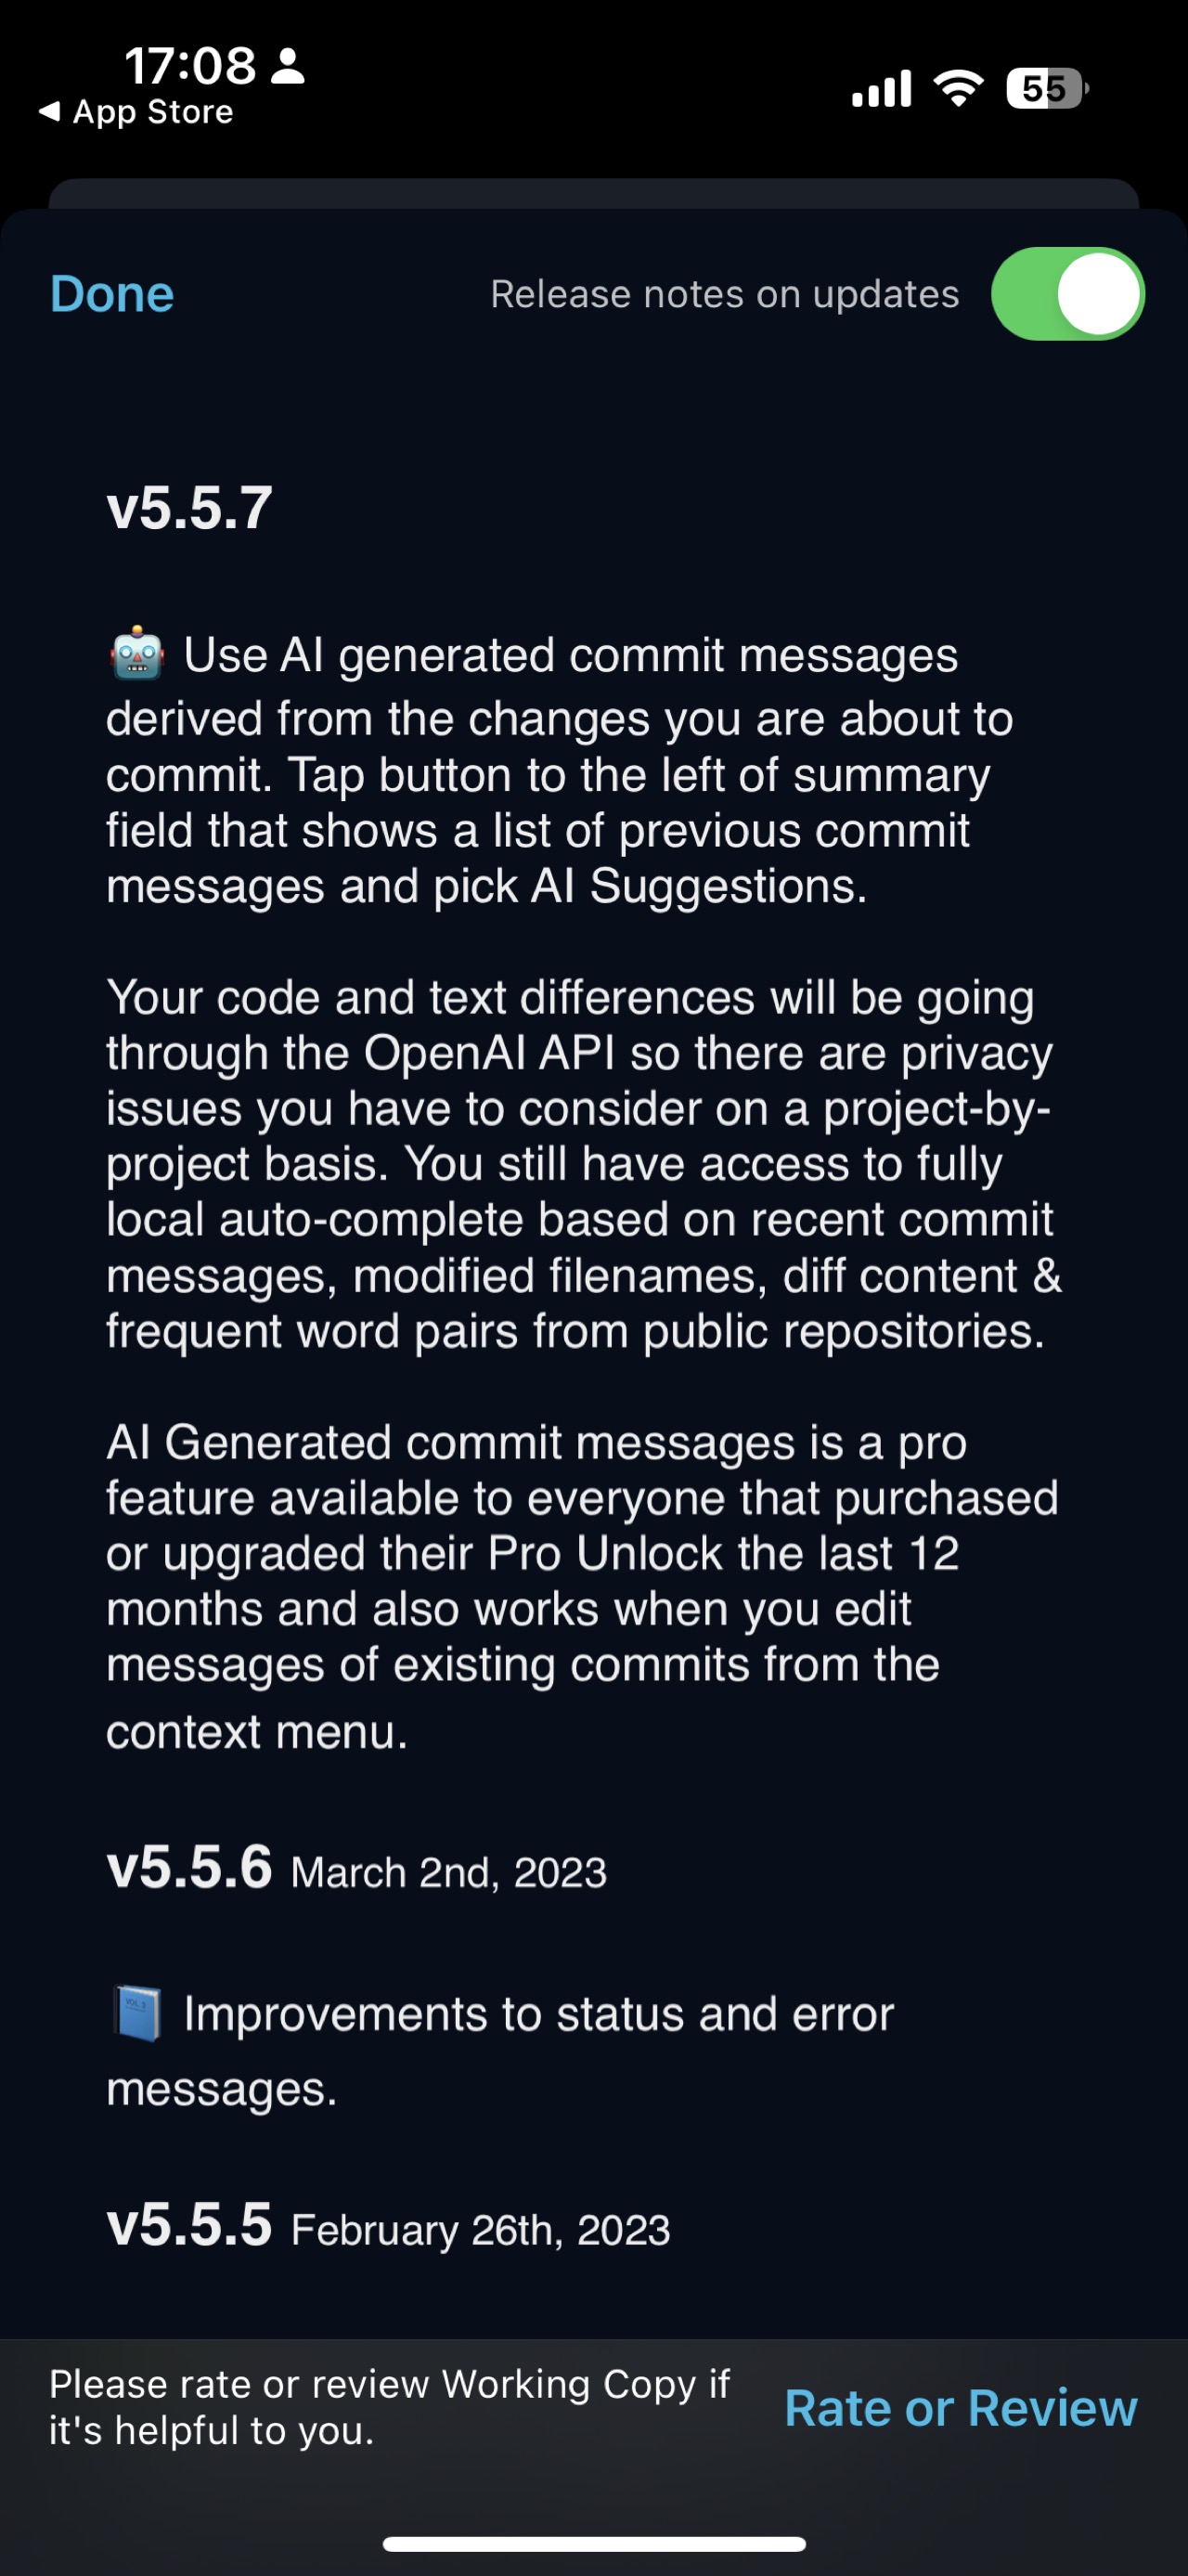 17:08
◀ App Store
55
Done
Release notes on updates
v5.5.7
🤖 Use AI generated commit messages
derived from the changes you are about to
commit. Tap button to the left of summary
field that shows a list of previous commit
messages and pick AI Suggestions.
Your code and text differences will be going
through the OpenAI API so there are privacy
issues you have to consider on a project-by-
project basis. You still have access to fully
local auto-complete based on recent commit
messages, modified filenames, diff content &
frequent word pairs from public repositories.
AI Generated commit messages is a pro
feature available to everyone that purchased
or upgraded their Pro Unlock the last 12
months and also works when you edit
messages of existing commits from the
context menu.
v5.5.6 March 2nd, 2023
📘 Improvements to status and error
messages.
v5.5.5 February 26th, 2023
Please rate or review Working Copy if
it's helpful to you.
Rate or Review